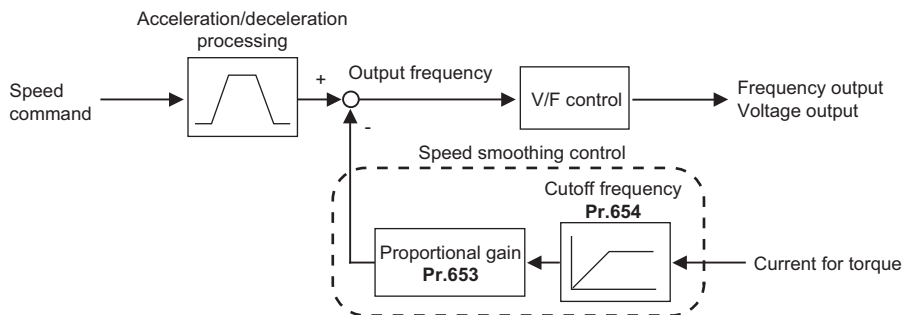 Acceleration/deceleration
processing
Speed
command
+
Output frequency
-
V/F control
Frequency output
Voltage output
Speed smoothing control
Cutoff frequency
Pr.654
Proportional gain
Pr.653
Current for torque